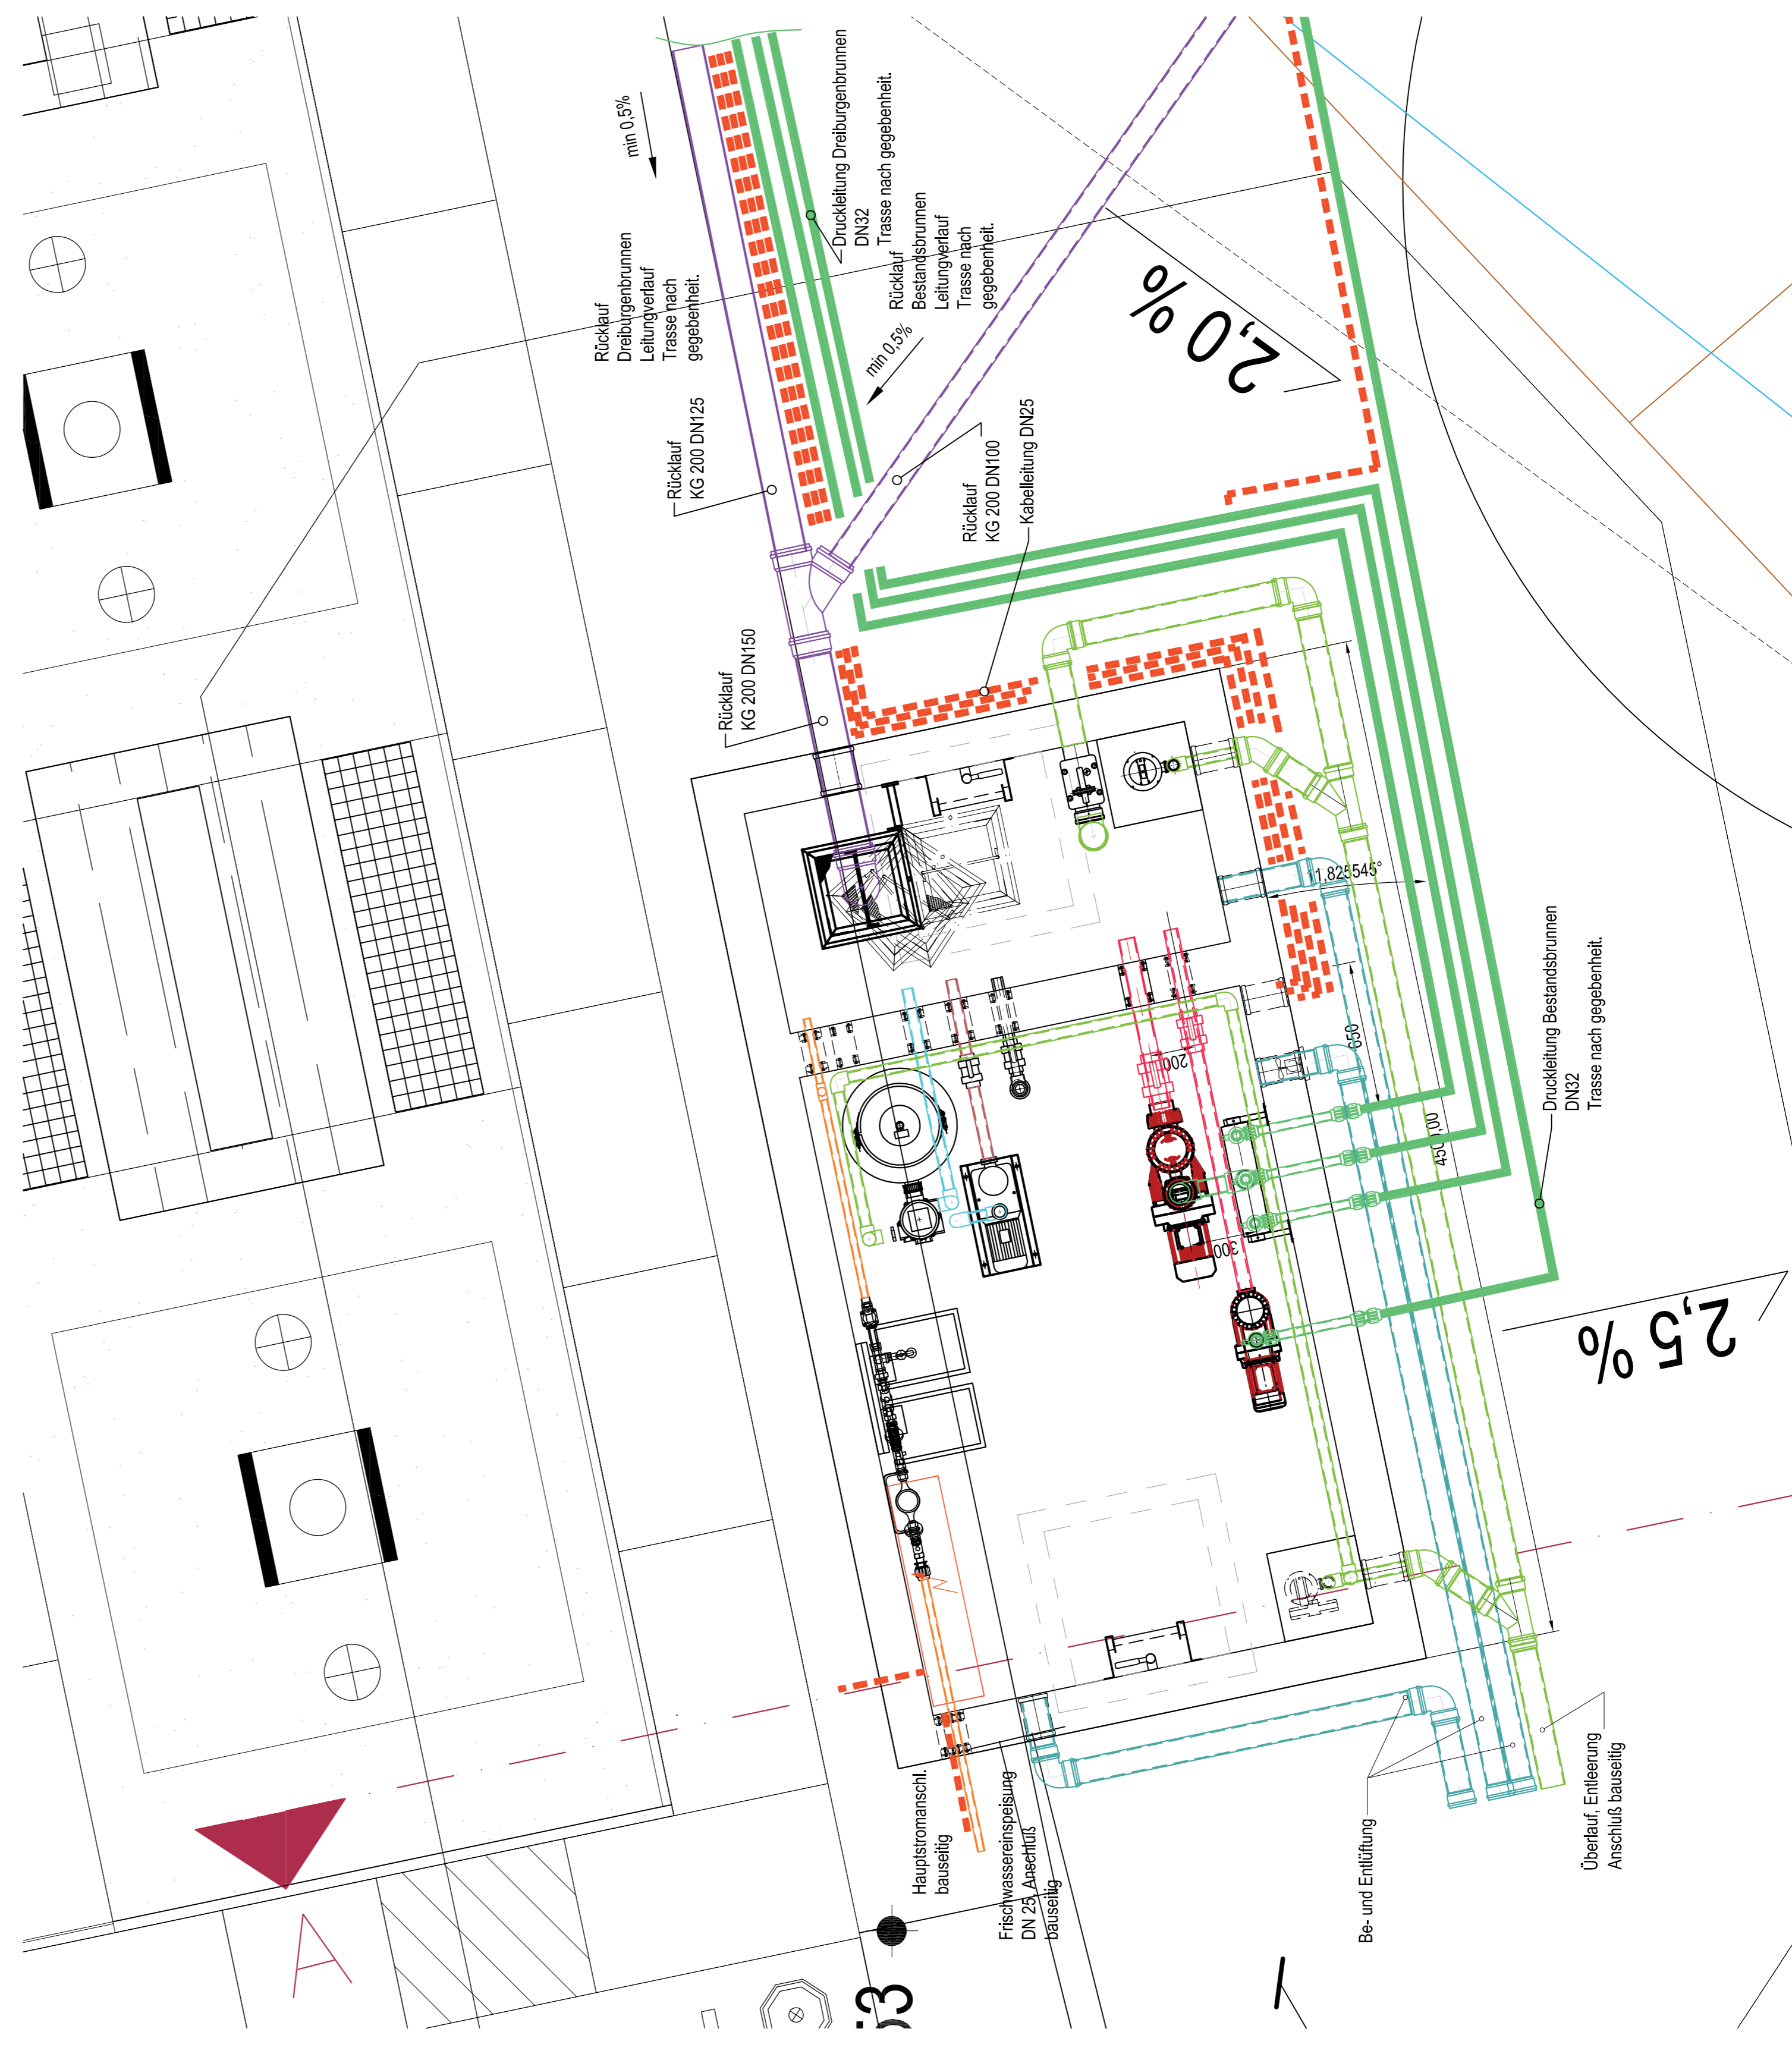 min 0,5%
Druckleitung Dreiburgenbrunnen
DN32
Trasse nach gegebenheit.
Rücklauf
Dreiburgenbrunnen
Leitungverlauf
Trasse nach
gegebenheit.
Rücklauf
Bestandsbrunnen
Leitungverlauf
Trasse nach
gegebenheit.
min 0,5%
2,0 %
Rücklauf
KG 200 DN125
Rücklauf
KG 200 DN100
Kabelleitung DN25
Rücklauf
KG 200 DN150
11,825545°
650
200
300
4500,00
Druckleitung Bestandsbrunnen
DN32
Trasse nach gegebenheit.
2,5 %
Hauptstromanschl.
bauseitig
Frischwassereinspeisung
DN 25, Anschluß
bauseitig
Be- und Entlüftung
Überlauf, Entleerung
Anschluß bauseitig
A